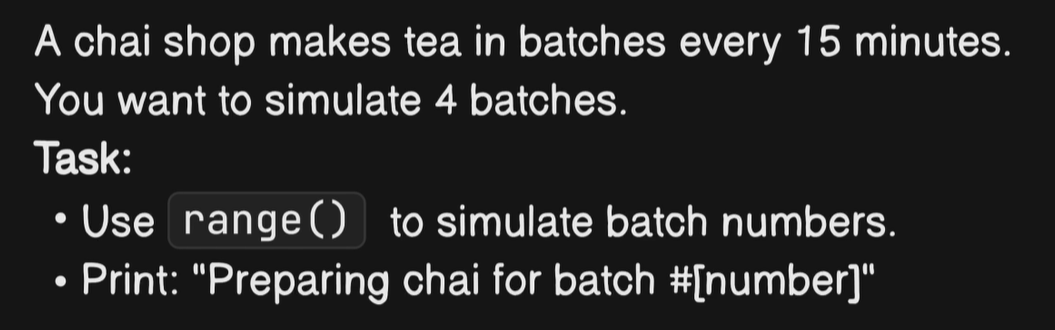 A chai shop makes tea in batches every 15 minutes.
You want to simulate 4 batches.
Task:
• Use range() to simulate batch numbers.
• Print: "Preparing chai for batch #[number]"